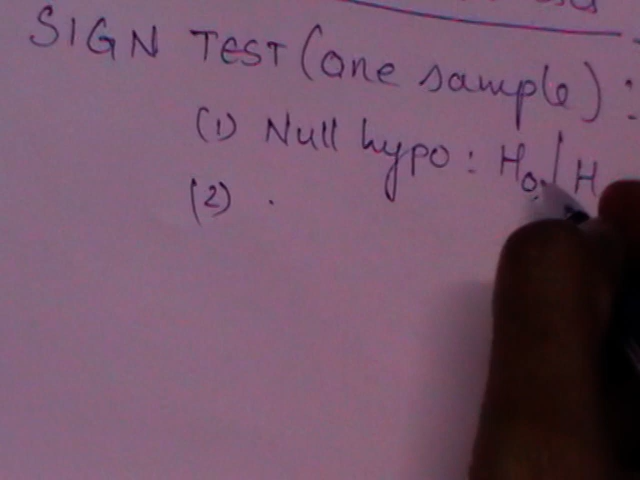 SIGN TEST (one sample) :
(1) Null hypo : H₀ / H
(2) .